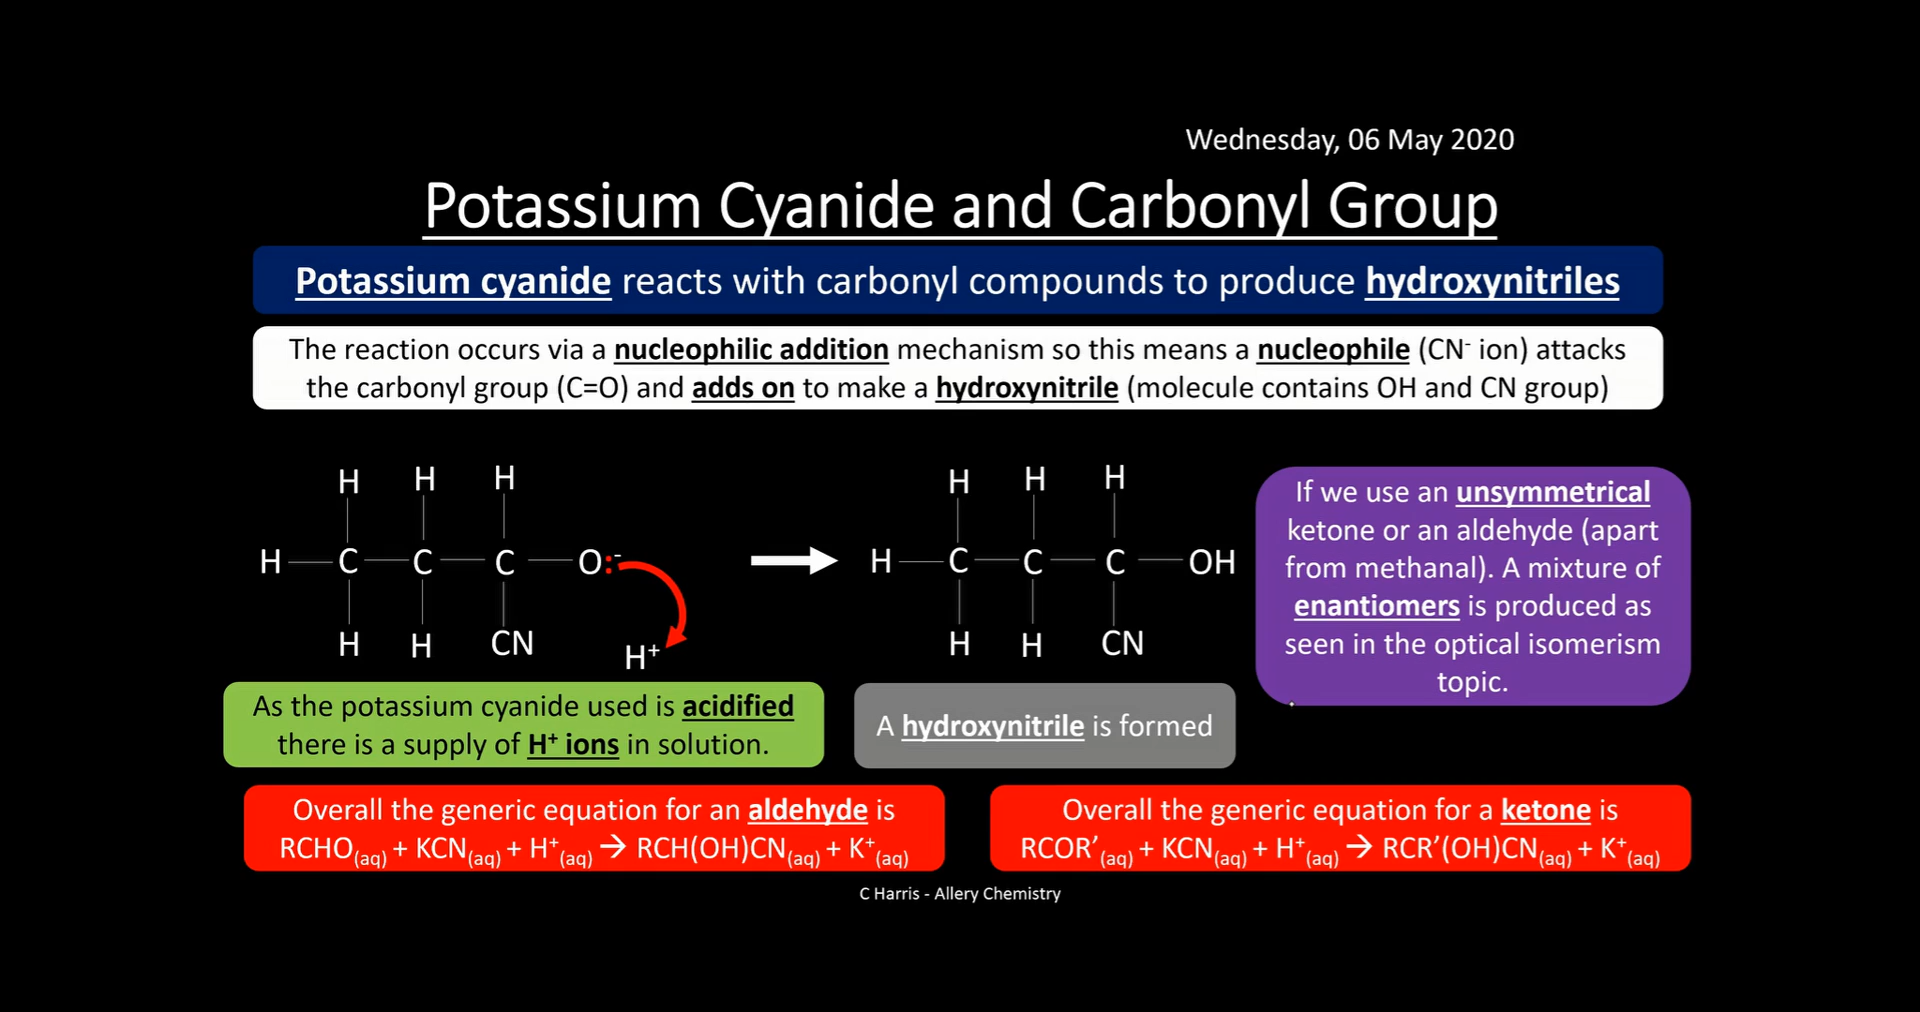 Wednesday, 06 May 2020
Potassium Cyanide and Carbonyl Group
Potassium cyanide reacts with carbonyl compounds to produce hydroxynitriles
The reaction occurs via a nucleophilic addition mechanism so this means a nucleophile (CN⁻ ion) attacks
the carbonyl group (C=O) and adds on to make a hydroxynitrile (molecule contains OH and CN group)
H H H
H C C C O:⁻
H H CN H⁺
H H H
H C C C OH
H H CN
If we use an unsymmetrical
ketone or an aldehyde (apart
from methanal). A mixture of
enantiomers is produced as
seen in the optical isomerism
topic.
As the potassium cyanide used is acidified
there is a supply of H⁺ ions in solution.
A hydroxynitrile is formed
Overall the generic equation for an aldehyde is
RCHO(aq) + KCN(aq) + H⁺(aq) → RCH(OH)CN(aq) + K⁺(aq)
Overall the generic equation for a ketone is
RCOR’(aq) + KCN(aq) + H⁺(aq) → RCR’(OH)CN(aq) + K⁺(aq)
C Harris - Allery Chemistry